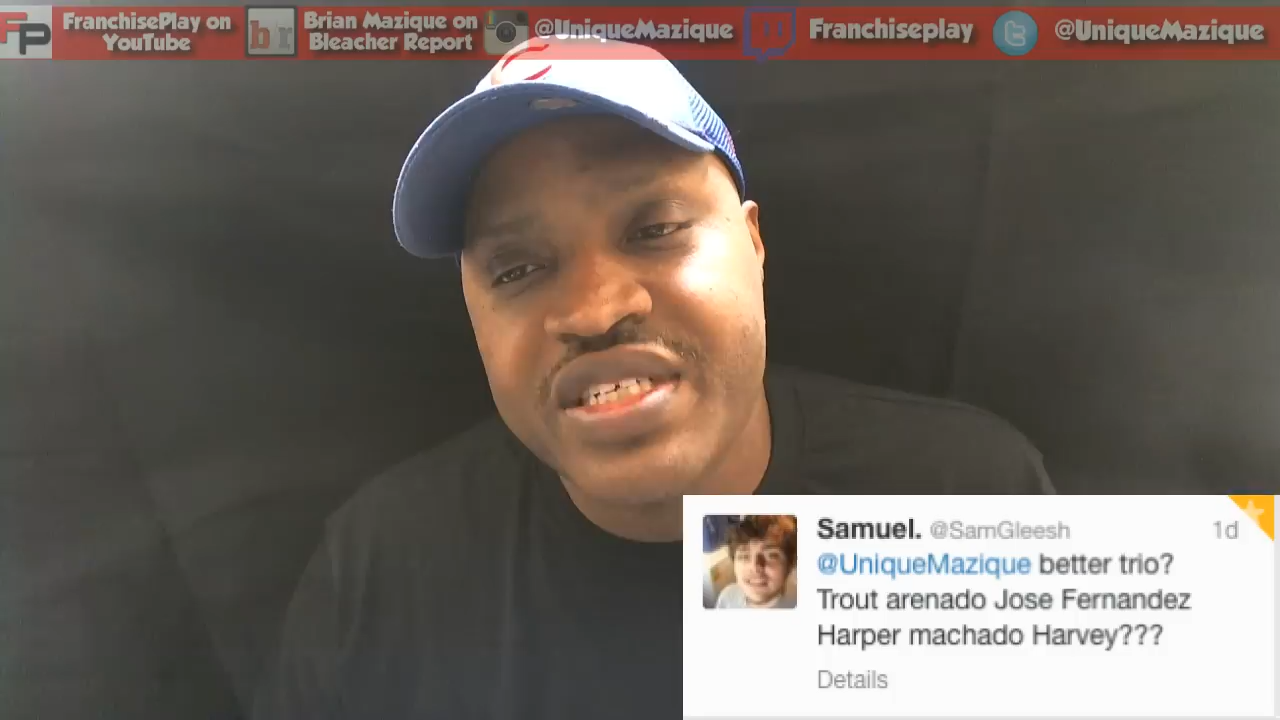 FP
FranchisePlay on
YouTube
br
Brian Mazique on
Bleacher Report
@UniqueMazique
Franchiseplay
@UniqueMazique
C
Samuel. @SamGleesh 1d
@UniqueMazique better trio?
Trout arenado Jose Fernandez
Harper machado Harvey???
Details